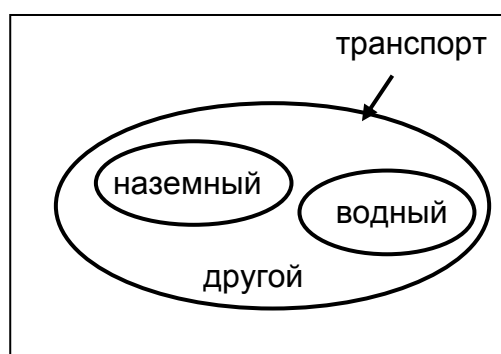 транспорт
наземный
водный
другой